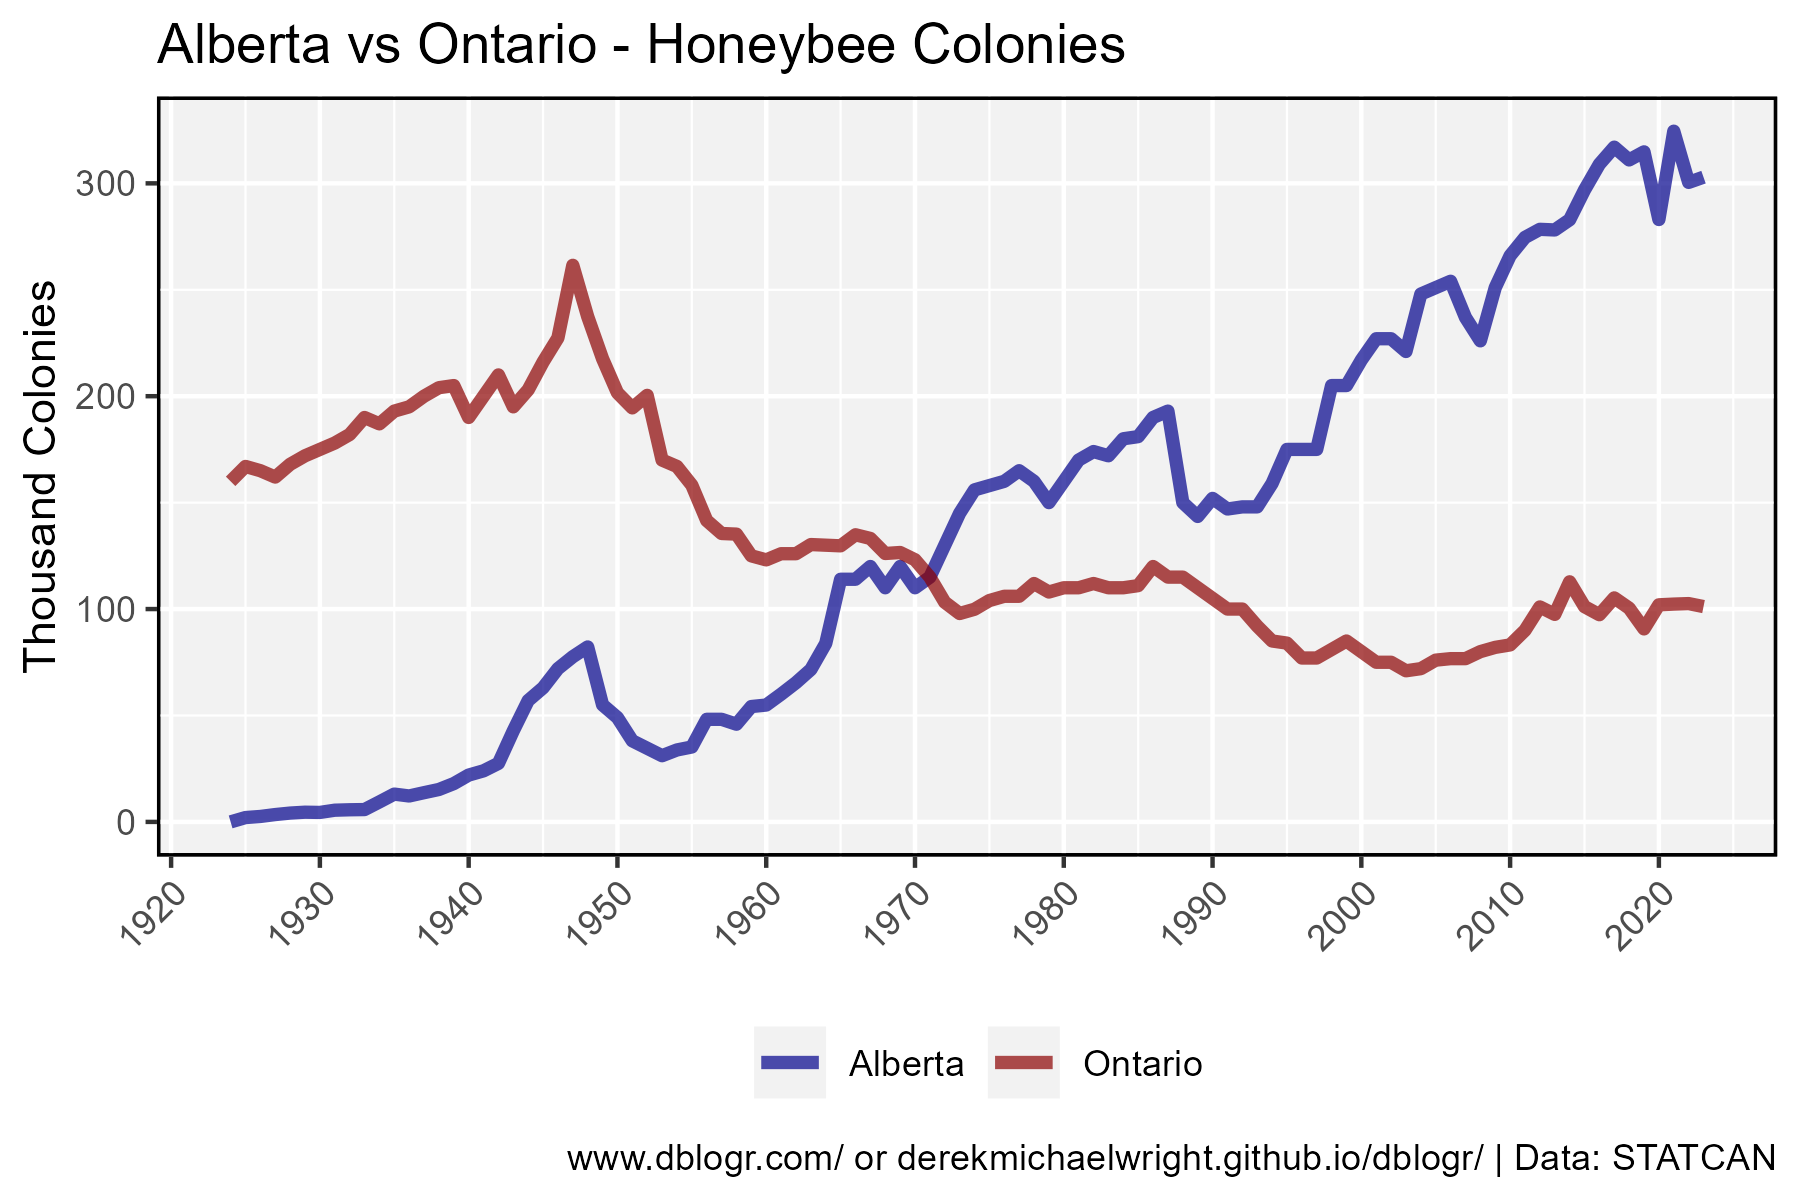 Alberta vs Ontario - Honeybee Colonies
Thousand Colonies
300
200
100
0
1920 1930 1940 1950 1960 1970 1980 1990 2000 2010 2020
Alberta Ontario
www.dblogr.com/ or derekmichaelwright.github.io/dblogr/ | Data: STATCAN